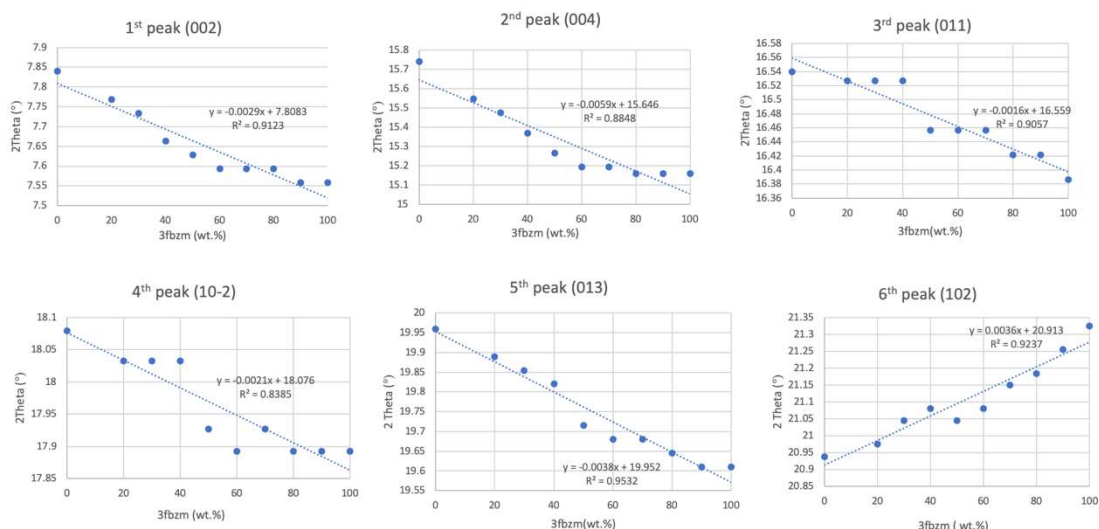 1st peak (002)
7.9
7.85
7.8
7.75
7.7
7.65
7.6
7.55
7.5
2Theta (°)
y = -0.0029x + 7.8083
R² = 0.9123
0 20 40 60 80 100
3fbzm (wt.%)
2nd peak (004)
15.8
15.7
15.6
15.5
15.4
15.3
15.2
15.1
15
2Theta (°)
y = -0.0059x + 15.646
R² = 0.8848
0 20 40 60 80 100
3fbzm (wt.%)
3rd peak (011)
16.58
16.56
16.54
16.52
16.5
16.48
16.46
16.44
16.42
16.4
16.38
16.36
2Theta (°)
y = -0.0016x + 16.559
R² = 0.9057
0 20 40 60 80 100
3fbzm(wt.%)
4th peak (10-2)
18.1
18.05
18
17.95
17.9
17.85
2Theta (°)
y = -0.0021x + 18.076
R² = 0.8385
0 20 40 60 80 100
3fbzm (wt.%)
5th peak (013)
20
19.95
19.9
19.85
19.8
19.75
19.7
19.65
19.6
19.55
2 Theta (°)
y = -0.0038x + 19.952
R² = 0.9532
0 20 40 60 80 100
3fbzm(wt.%)
6th peak (102)
21.35
21.3
21.25
21.2
21.15
21.1
21.05
21
20.95
20.9
20.85
2 Theta (°)
y = 0.0036x + 20.913
R² = 0.9237
0 20 40 60 80 100
3fbzm ( wt.%)